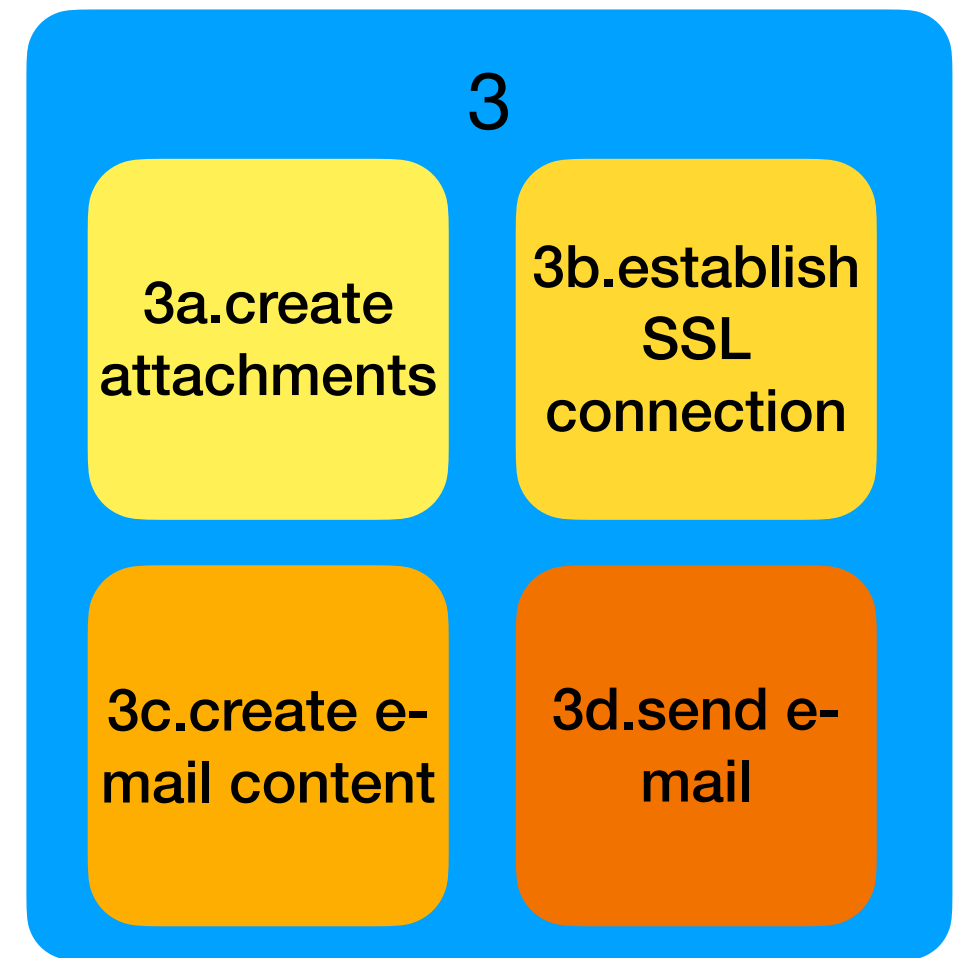 3
3a.create
attachments
3b.establish
SSL
connection
3c.create e-
mail content
3d.send e-
mail